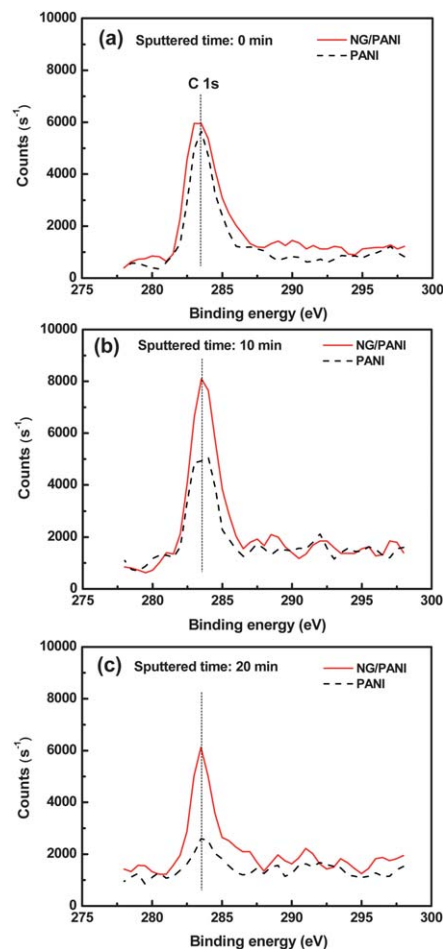 (a)
Sputtered time: 0 min
NG/PANI
PANI
C 1s
10000
8000
6000
4000
2000
0
Counts (s⁻¹)
275 280 285 290 295 300
Binding energy (eV)
(b)
Sputtered time: 10 min
NG/PANI
PANI
10000
8000
6000
4000
2000
0
Counts (s⁻¹)
275 280 285 290 295 300
Binding energy (eV)
(c)
Sputtered time: 20 min
NG/PANI
PANI
10000
8000
6000
4000
2000
0
Counts (s⁻¹)
275 280 285 290 295 300
Binding energy (eV)